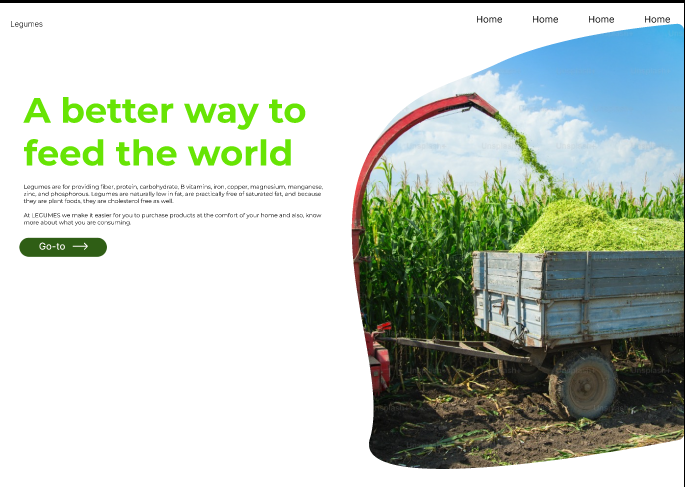 Legumes
Home Home Home Home
A better way to
feed the world
Legumes are for providing fiber, protein, carbohydrate, B vitamins, iron, copper, magnesium, manganese,
zinc, and phosphorous. Legumes are naturally low in fat, are practically free of saturated fat, and because
they are plant foods, they are cholesterol free as well.
At LEGUMES we make it easier for you to purchase products at the comfort of your home and also, know
more about what you are consuming.
Go-to